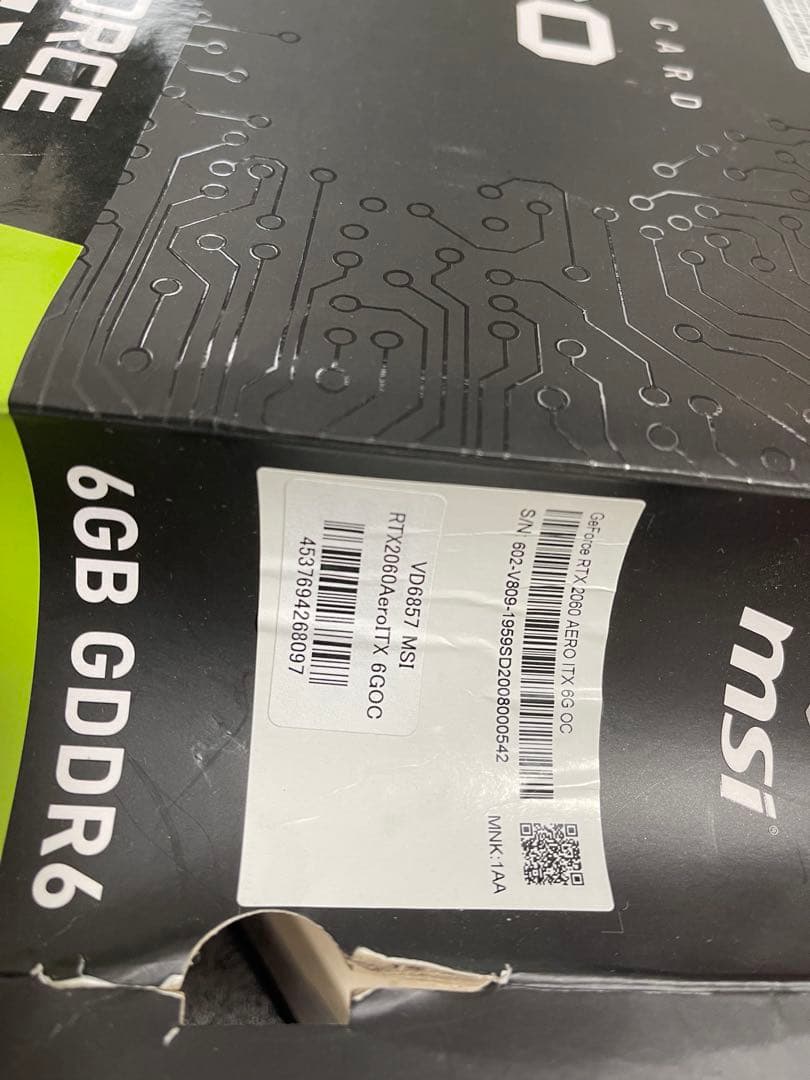 CARD
msi
6GB GDDR6
GeForce RTX 2060 AERO ITX 6G OC
S/N 602-V809-1959SD2008000542
MNK:1AA
VD6857 MSI
RTX2060AeroITX 6GOC
4537694268097